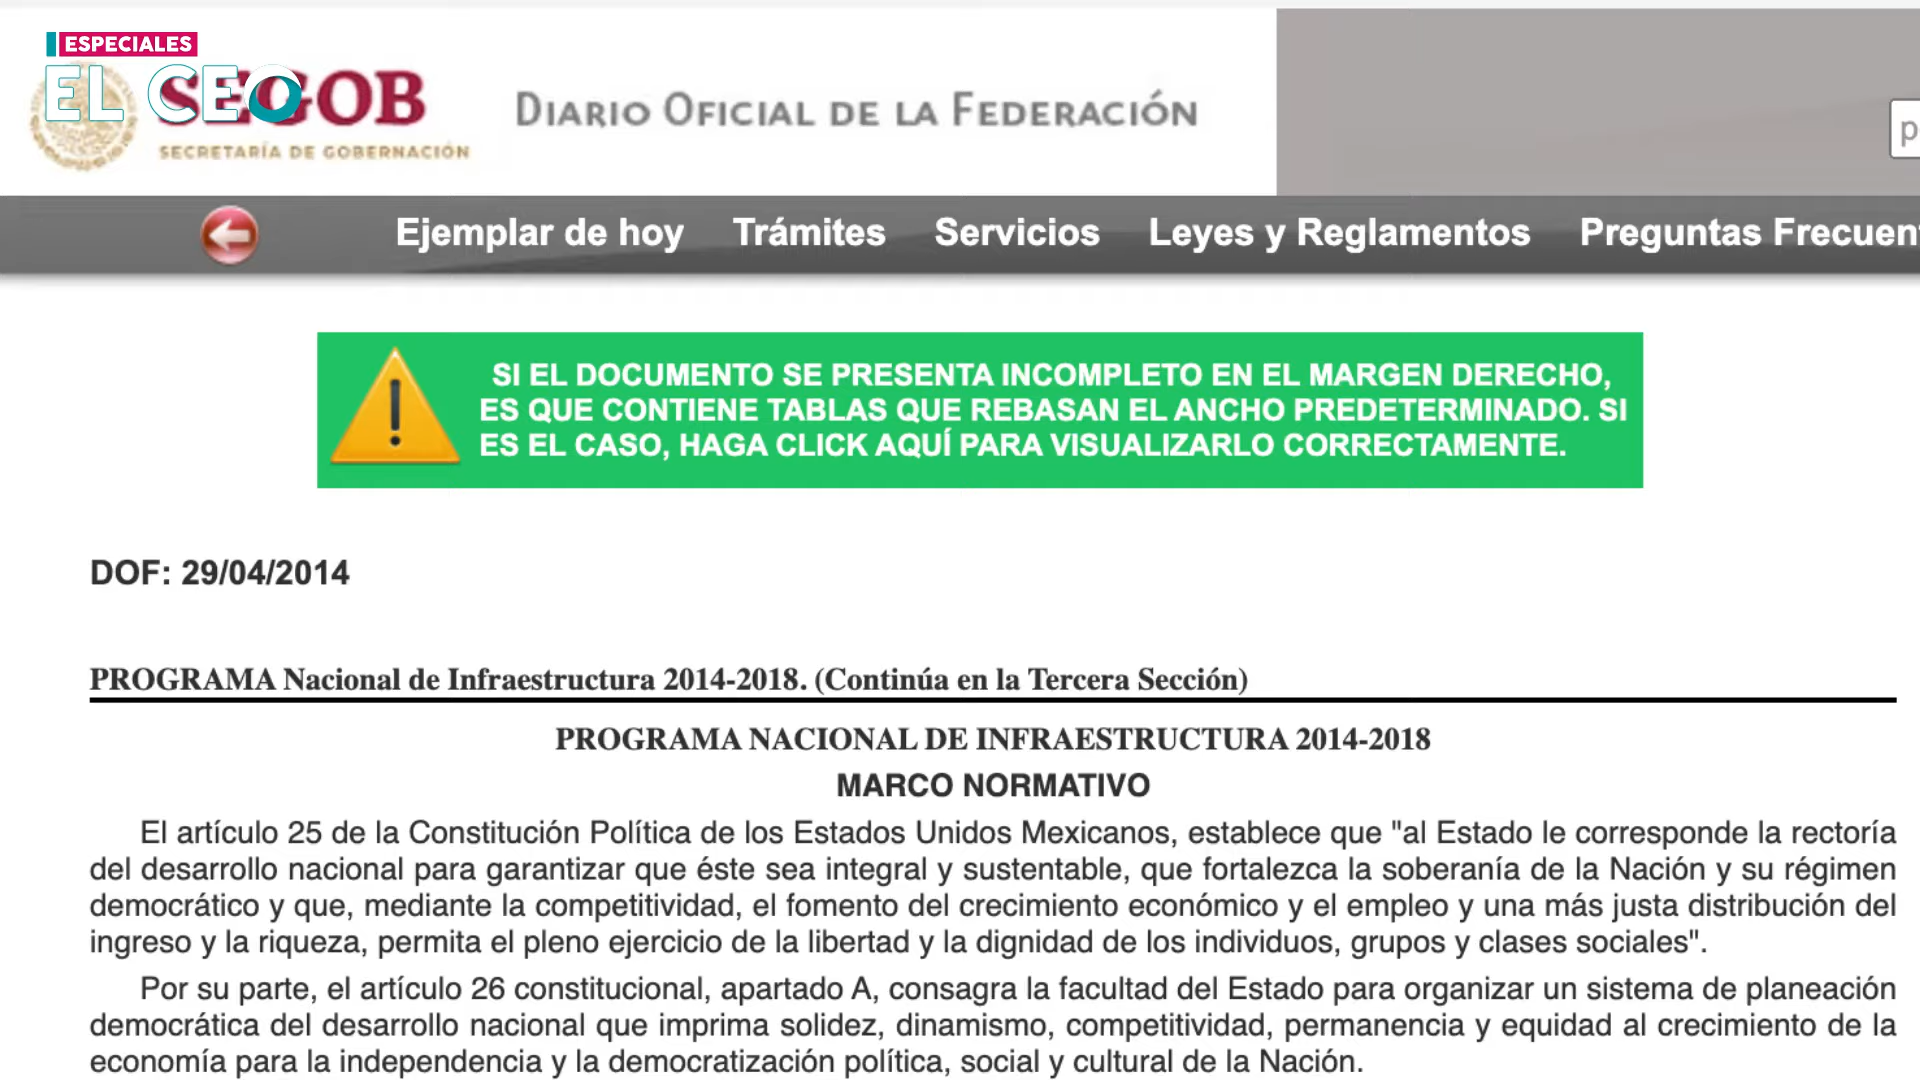 ESPECIALES
EL CEO
SEGOB
SECRETARÍA DE GOBERNACIÓN
DIARIO OFICIAL DE LA FEDERACIÓN
p
Ejemplar de hoy Trámites Servicios Leyes y Reglamentos Preguntas Frecuent
SI EL DOCUMENTO SE PRESENTA INCOMPLETO EN EL MARGEN DERECHO,
ES QUE CONTIENE TABLAS QUE REBASAN EL ANCHO PREDETERMINADO. SI
ES EL CASO, HAGA CLICK AQUÍ PARA VISUALIZARLO CORRECTAMENTE.
DOF: 29/04/2014
PROGRAMA Nacional de Infraestructura 2014-2018. (Continúa en la Tercera Sección)
PROGRAMA NACIONAL DE INFRAESTRUCTURA 2014-2018
MARCO NORMATIVO
El artículo 25 de la Constitución Política de los Estados Unidos Mexicanos, establece que "al Estado le corresponde la rectoría
del desarrollo nacional para garantizar que éste sea integral y sustentable, que fortalezca la soberanía de la Nación y su régimen
democrático y que, mediante la competitividad, el fomento del crecimiento económico y el empleo y una más justa distribución del
ingreso y la riqueza, permita el pleno ejercicio de la libertad y la dignidad de los individuos, grupos y clases sociales".
Por su parte, el artículo 26 constitucional, apartado A, consagra la facultad del Estado para organizar un sistema de planeación
democrática del desarrollo nacional que imprima solidez, dinamismo, competitividad, permanencia y equidad al crecimiento de la
economía para la independencia y la democratización política, social y cultural de la Nación.